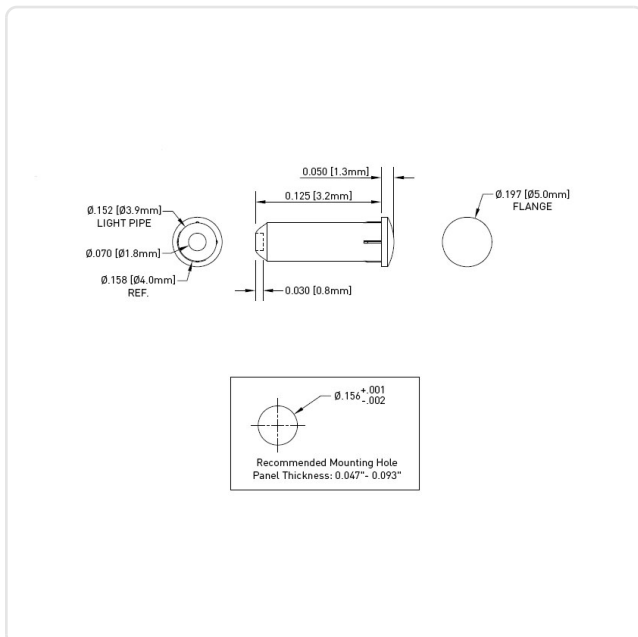 0.050 [1.3mm]
0.125 [3.2mm]
Ø.197 [Ø5.0mm]
FLANGE
Ø.152 [Ø3.9mm]
LIGHT PIPE
Ø.070 [Ø1.8mm]
Ø.158 [Ø4.0mm]
REF.
0.030 [0.8mm]
Ø.156 +.001
-.002
Recommended Mounting Hole
Panel Thickness: 0.047"- 0.093"